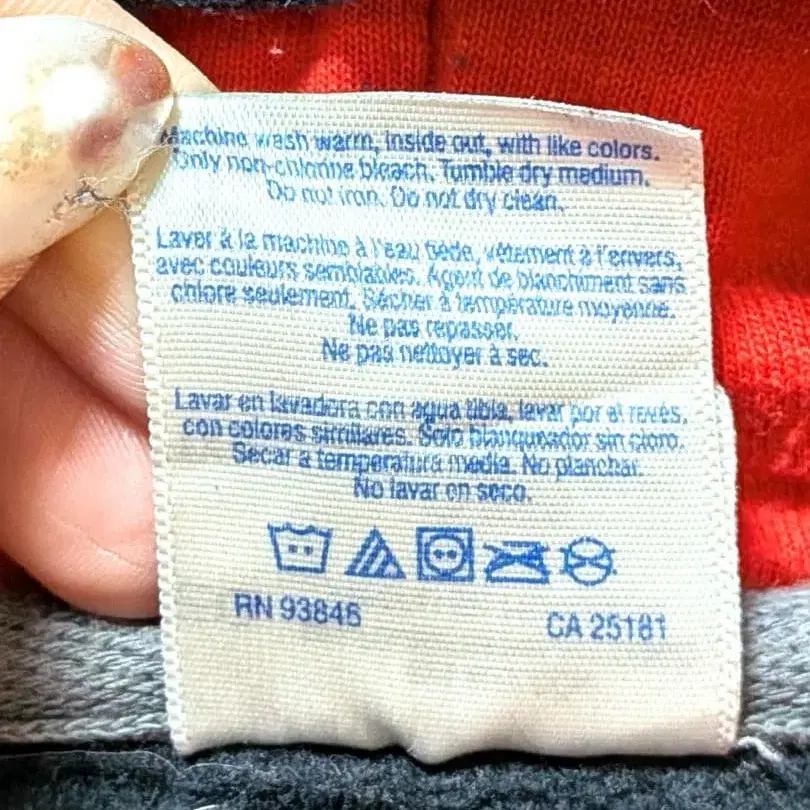 Machine wash warm, inside out, with like colors.
Only non-chlorine bleach. Tumble dry medium.
Do not iron. Do not dry clean.
Laver à la machine à l'eau tiède, vêtement à l'envers,
avec couleurs semblables. Agent de blanchiment sans
chlore seulement. Sécher à température moyenne.
Ne pas repasser.
Ne pas nettoyer à sec.
Lavar en lavadora con agua tibia, lavar por el revés,
con colores similares. Solo blanqueador sin cloro.
Secar a temperatura media. No planchar.
No lavar en seco.
RN 93846
CA 25181